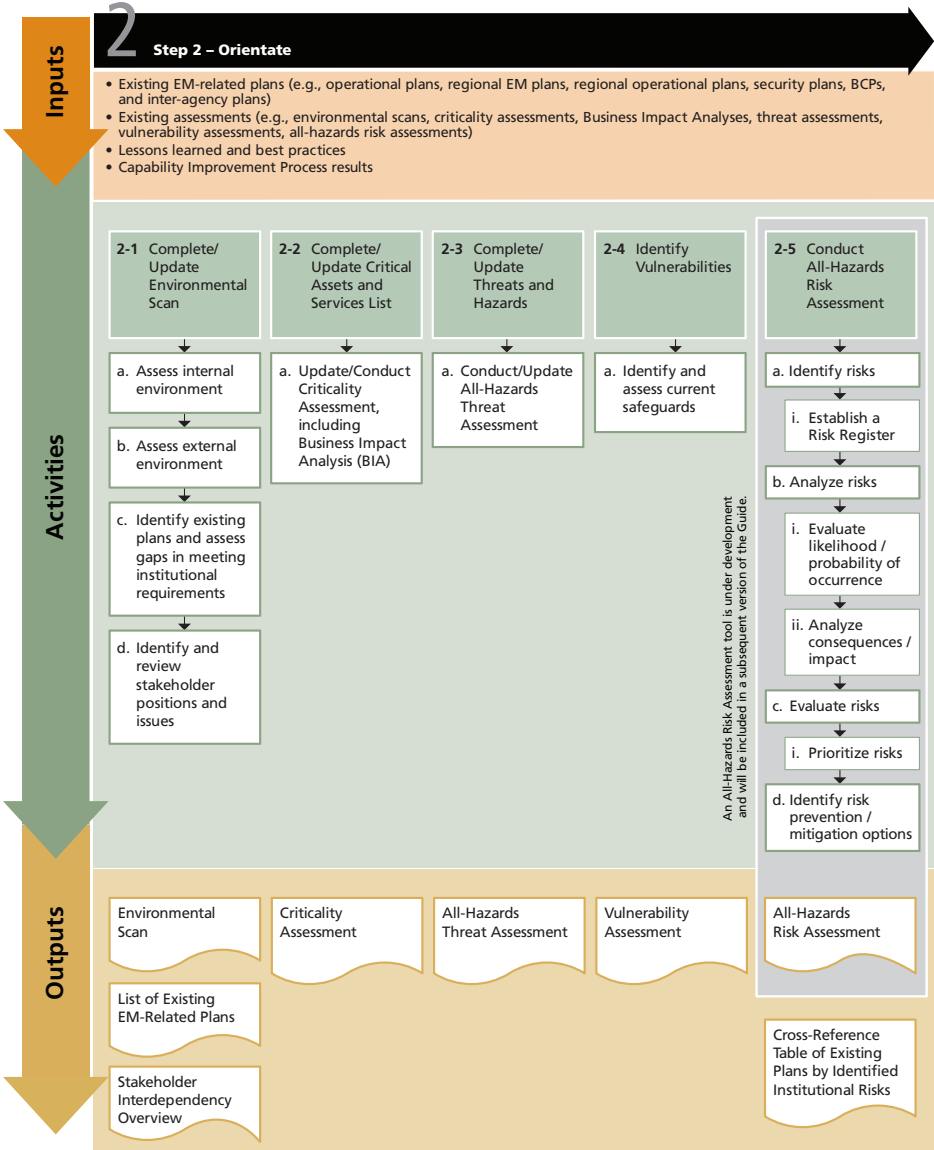 Inputs
2
Step 2 – Orientate
• Existing EM-related plans (e.g., operational plans, regional EM plans, regional operational plans, security plans, BCPs,
and inter-agency plans)
• Existing assessments (e.g., environmental scans, criticality assessments, Business Impact Analyses, threat assessments,
vulnerability assessments, all-hazards risk assessments)
• Lessons learned and best practices
• Capability Improvement Process results
Activities
2-1 Complete/
Update
Environmental
Scan
a. Assess internal
environment
b. Assess external
environment
c. Identify existing
plans and assess
gaps in meeting
institutional
requirements
d. Identify and
review
stakeholder
positions and
issues
2-2 Complete/
Update Critical
Assets and
Services List
a. Update/Conduct
Criticality
Assessment,
including
Business Impact
Analysis (BIA)
2-3 Complete/
Update
Threats and
Hazards
a. Conduct/Update
All-Hazards
Threat
Assessment
2-4 Identify
Vulnerabilities
a. Identify and
assess current
safeguards
An All-Hazards Risk Assessment tool is under development
and will be included in a subsequent version of the Guide.
2-5 Conduct
All-Hazards
Risk
Assessment
a. Identify risks
i. Establish a
Risk Register
b. Analyze risks
i. Evaluate
likelihood /
probability of
occurrence
ii. Analyze
consequences /
impact
c. Evaluate risks
i. Prioritize risks
d. Identify risk
prevention /
mitigation options
Outputs
Environmental
Scan
List of Existing
EM-Related Plans
Stakeholder
Interdependency
Overview
Criticality
Assessment
All-Hazards
Threat Assessment
Vulnerability
Assessment
All-Hazards
Risk Assessment
Cross-Reference
Table of Existing
Plans by Identified
Institutional Risks